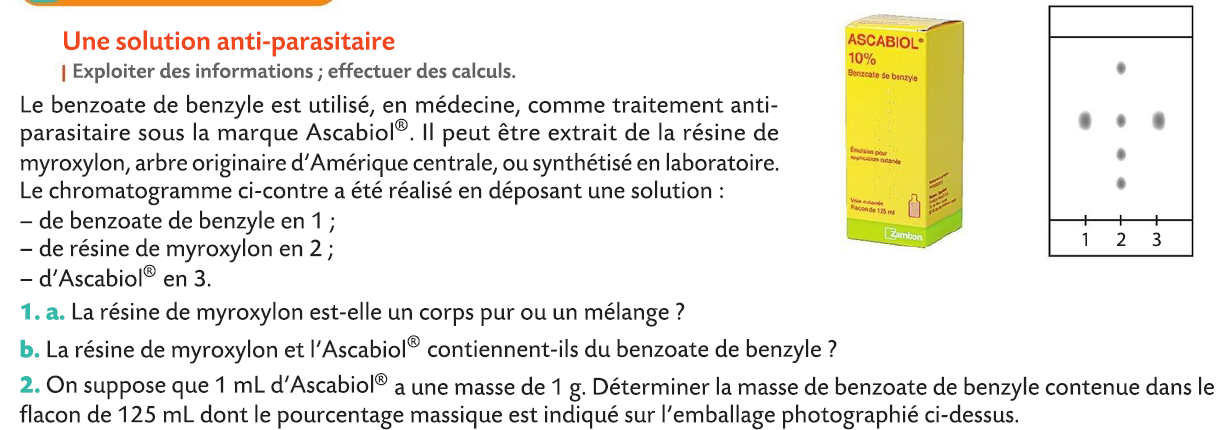 Une solution anti-parasitaire
| Exploiter des informations ; effectuer des calculs.
Le benzoate de benzyle est utilisé, en médecine, comme traitement anti-
parasitaire sous la marque Ascabiol®. Il peut être extrait de la résine de
myroxylon, arbre originaire d'Amérique centrale, ou synthétisé en laboratoire.
Le chromatogramme ci-contre a été réalisé en déposant une solution :
– de benzoate de benzyle en 1 ;
– de résine de myroxylon en 2 ;
– d'Ascabiol® en 3.
ASCABIOL®
10%
Benzoate de benzyle
Émulsion pour
application cutanée
Voie cutanée
Flacon de 125 ml
Zambon
1 2 3
1. a. La résine de myroxylon est-elle un corps pur ou un mélange ?
b. La résine de myroxylon et l'Ascabiol® contiennent-ils du benzoate de benzyle ?
2. On suppose que 1 mL d'Ascabiol® a une masse de 1 g. Déterminer la masse de benzoate de benzyle contenue dans le
flacon de 125 mL dont le pourcentage massique est indiqué sur l'emballage photographié ci-dessus.